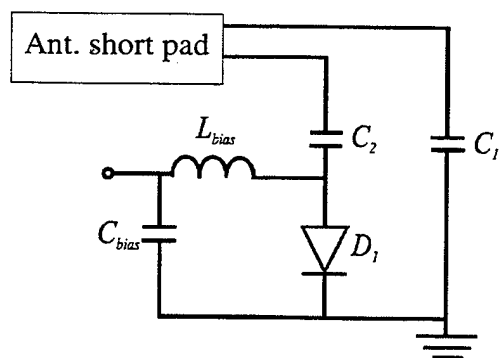 Ant. short pad
L_bias
C_2
C_1
C_bias
D_1